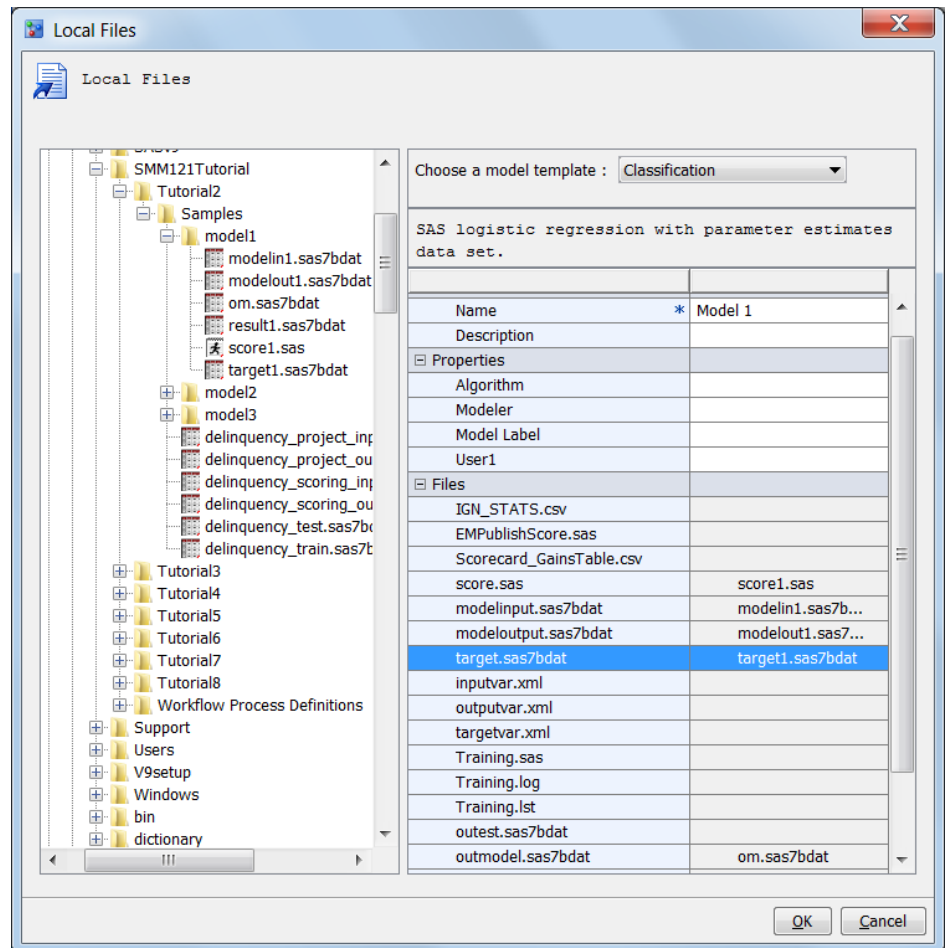 Local Files
X
Local Files
SMM121Tutorial
Tutorial2
Samples
model1
modelin1.sas7bdat
modelout1.sas7bdat
om.sas7bdat
result1.sas7bdat
score1.sas
target1.sas7bdat
model2
model3
delinquency_project_inp
delinquency_project_ou
delinquency_scoring_inp
delinquency_scoring_ou
delinquency_test.sas7bd
delinquency_train.sas7b
Tutorial3
Tutorial4
Tutorial5
Tutorial6
Tutorial7
Tutorial8
Workflow Process Definitions
Support
Users
V9setup
Windows
bin
dictionary
Choose a model template : Classification
SAS logistic regression with parameter estimates
data set.
Name * Model 1
Description
Properties
Algorithm
Modeler
Model Label
User1
Files
IGN_STATS.csv
EMPublishScore.sas
Scorecard_GainsTable.csv
score.sas score1.sas
modelinput.sas7bdat modelin1.sas7b...
modeloutput.sas7bdat modelout1.sas7...
target.sas7bdat target1.sas7bdat
inputvar.xml
outputvar.xml
targetvar.xml
Training.sas
Training.log
Training.lst
outest.sas7bdat
outmodel.sas7bdat om.sas7bdat
OK Cancel